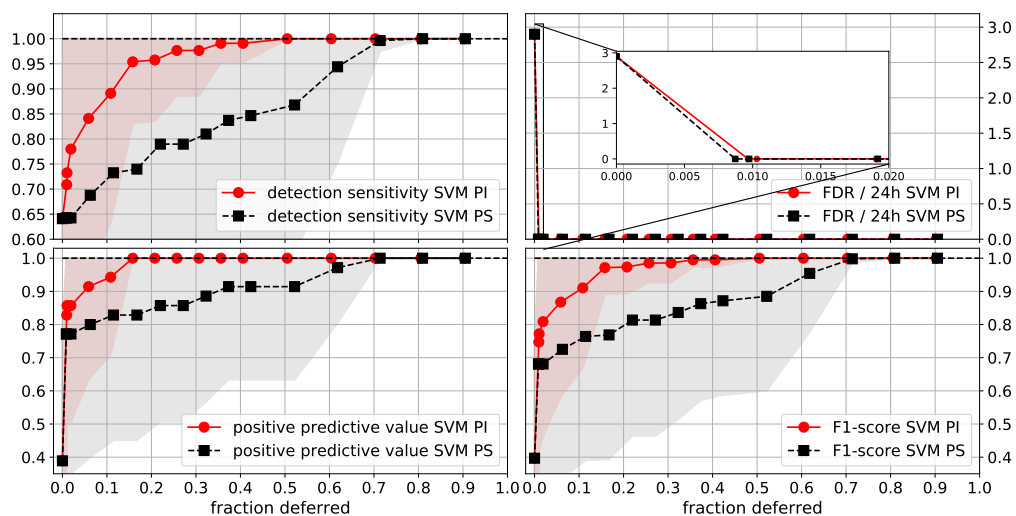 1.00
0.95
0.90
0.85
0.80
0.75
0.70
0.65
0.60
detection sensitivity SVM PI
detection sensitivity SVM PS
3.0
2.5
2.0
1.5
1.0
0.5
0.0
3
2
1
0
0.000 0.005 0.010 0.015 0.020
FDR / 24h SVM PI
FDR / 24h SVM PS
1.0
0.9
0.8
0.7
0.6
0.5
0.4
positive predictive value SVM PI
positive predictive value SVM PS
0.0 0.1 0.2 0.3 0.4 0.5 0.6 0.7 0.8 0.9 1.0
fraction deferred
1.0
0.9
0.8
0.7
0.6
0.5
0.4
F1-score SVM PI
F1-score SVM PS
0.0 0.1 0.2 0.3 0.4 0.5 0.6 0.7 0.8 0.9 1.0
fraction deferred